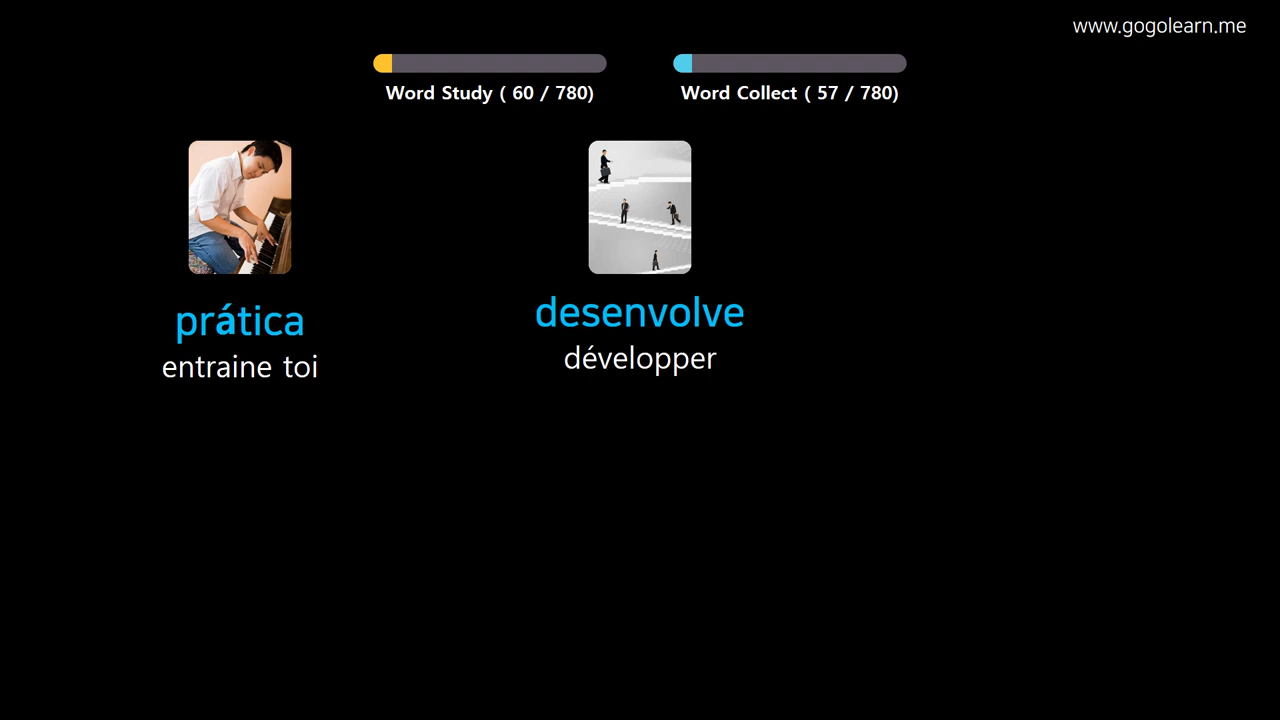 www.gogolearn.me
Word Study ( 60 / 780)
Word Collect ( 57 / 780)
prática
entraine toi
desenvolve
développer